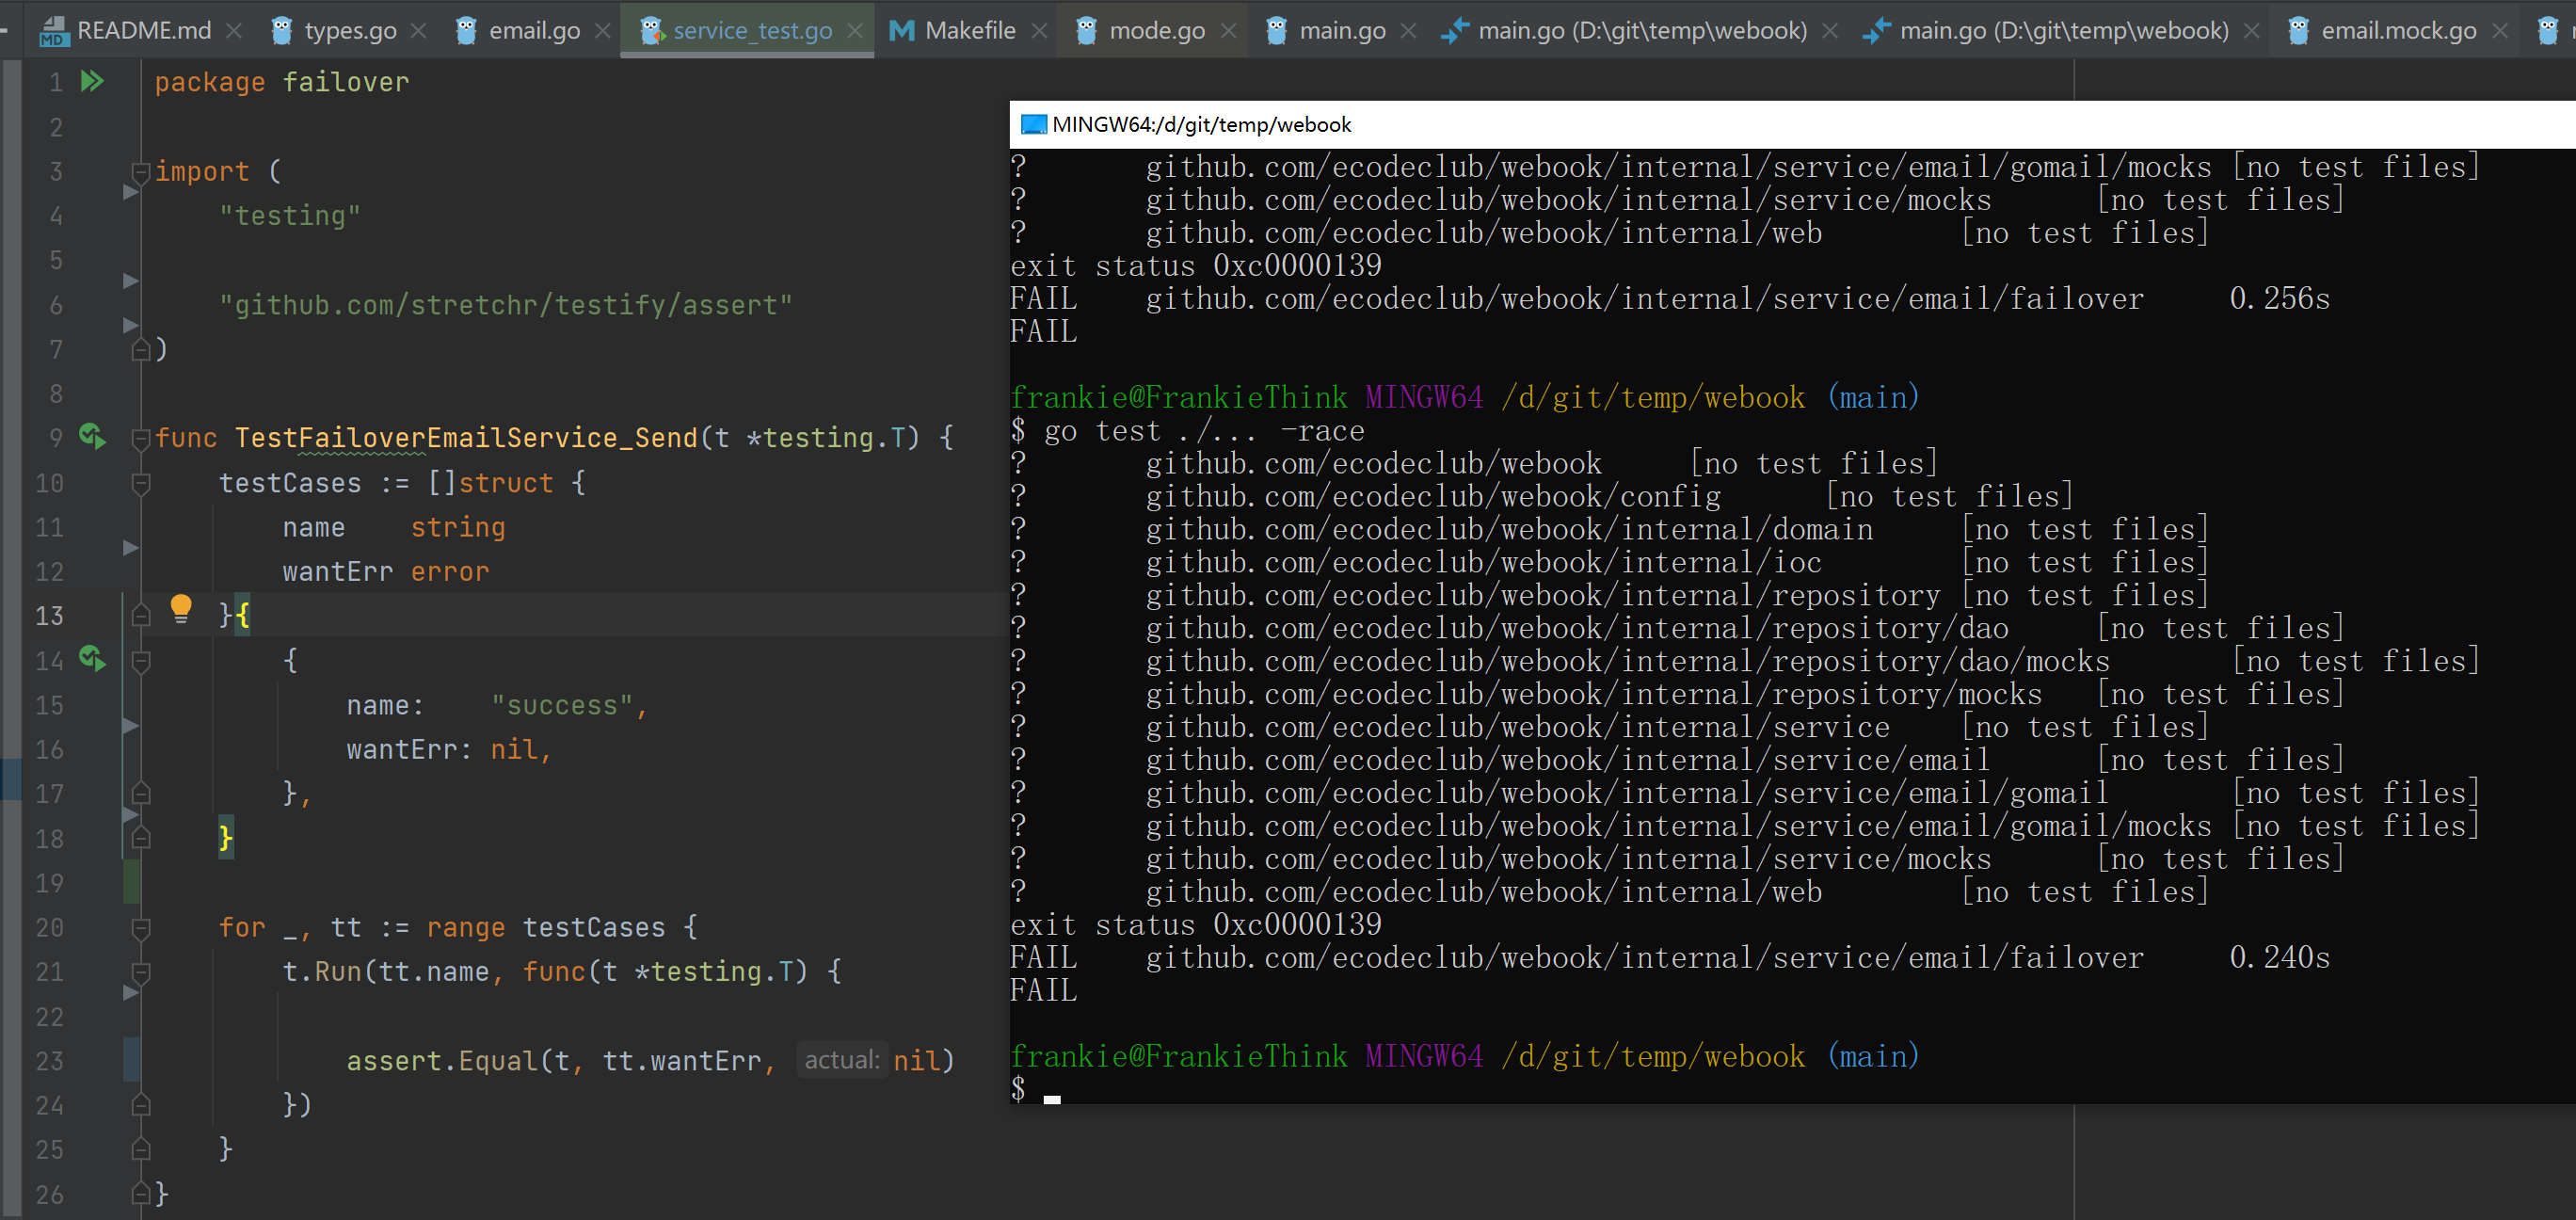 README.md types.go email.go service_test.go Makefile mode.go main.go main.go (D:\git\temp\webook) main.go (D:\git\temp\webook) email.mock.go
1 package failover
2
3 import (
4 "testing"
5
6 "github.com/stretchr/testify/assert"
7 )
8
9 func TestFailoverEmailService_Send(t *testing.T) {
10 testCases := []struct {
11 name string
12 wantErr error
13 }{
14 {
15 name: "success",
16 wantErr: nil,
17 },
18 }
19
20 for _, tt := range testCases {
21 t.Run(tt.name, func(t *testing.T) {
22
23 assert.Equal(t, tt.wantErr, actual: nil)
24 })
25 }
26 }
MINGW64:/d/git/temp/webook
? github.com/ecodeclub/webook/internal/service/email/gomail/mocks [no test files]
? github.com/ecodeclub/webook/internal/service/mocks [no test files]
? github.com/ecodeclub/webook/internal/web [no test files]
exit status 0xc0000139
FAIL github.com/ecodeclub/webook/internal/service/email/failover 0.256s
FAIL
frankie@FrankieThink MINGW64 /d/git/temp/webook (main)
$ go test ./... -race
? github.com/ecodeclub/webook [no test files]
? github.com/ecodeclub/webook/config [no test files]
? github.com/ecodeclub/webook/internal/domain [no test files]
? github.com/ecodeclub/webook/internal/ioc [no test files]
? github.com/ecodeclub/webook/internal/repository [no test files]
? github.com/ecodeclub/webook/internal/repository/dao [no test files]
? github.com/ecodeclub/webook/internal/repository/dao/mocks [no test files]
? github.com/ecodeclub/webook/internal/repository/mocks [no test files]
? github.com/ecodeclub/webook/internal/service [no test files]
? github.com/ecodeclub/webook/internal/service/email [no test files]
? github.com/ecodeclub/webook/internal/service/email/gomail [no test files]
? github.com/ecodeclub/webook/internal/service/email/gomail/mocks [no test files]
? github.com/ecodeclub/webook/internal/service/mocks [no test files]
? github.com/ecodeclub/webook/internal/web [no test files]
exit status 0xc0000139
FAIL github.com/ecodeclub/webook/internal/service/email/failover 0.240s
FAIL
frankie@FrankieThink MINGW64 /d/git/temp/webook (main)
$